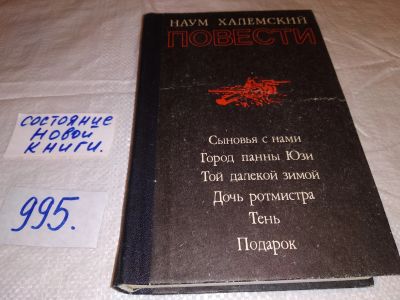 НАУМ ХАЛЕМСКИЙ
ПОВЕСТИ
Сыновья с нами
Город панны Юзи
Той далекой зимой
Дочь ротмистра
Тень
Подарок
СОСТОЯНИЕ
НОВОЙ
КНИГИ.
995.